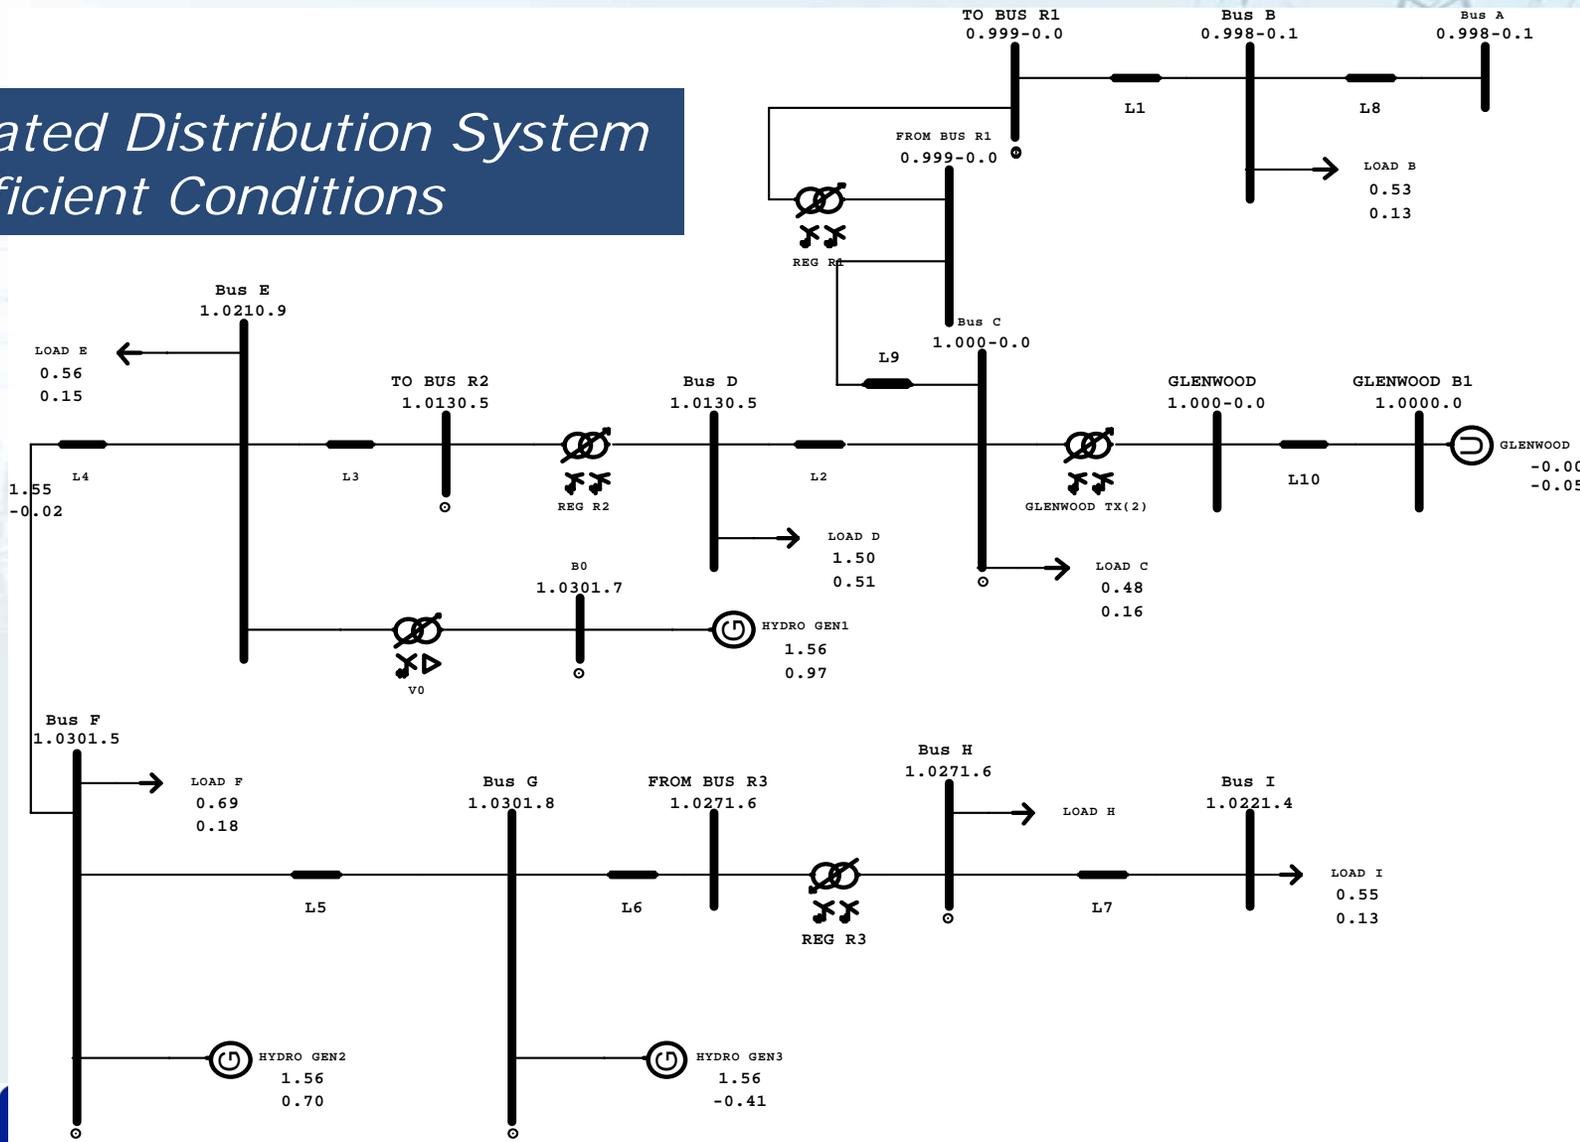 TO BUS R1
0.999-0.0
Bus B
0.998-0.1
Bus A
0.998-0.1
L1
L8
ated Distribution System
ficient Conditions
FROM BUS R1
0.999-0.0
LOAD B
0.53
0.13
REG R1
Bus E
1.0210.9
Bus C
1.000-0.0
LOAD E
0.56
0.15
L9
TO BUS R2
1.0130.5
Bus D
1.0130.5
GLENWOOD
1.000-0.0
GLENWOOD B1
1.0000.0
U
GLENWOOD
-0.00
-0.05
L4
1.55
-0.02
L3
REG R2
L2
GLENWOOD TX(2)
L10
LOAD D
1.50
0.51
LOAD C
0.48
0.16
B0
1.0301.7
G
HYDRO GEN1
1.56
0.97
V0
Bus F
1.0301.5
LOAD F
0.69
0.18
Bus G
1.0301.8
FROM BUS R3
1.0271.6
Bus H
1.0271.6
LOAD H
Bus I
1.0221.4
LOAD I
0.55
0.13
L5
L6
REG R3
L7
G
HYDRO GEN2
1.56
0.70
G
HYDRO GEN3
1.56
-0.41